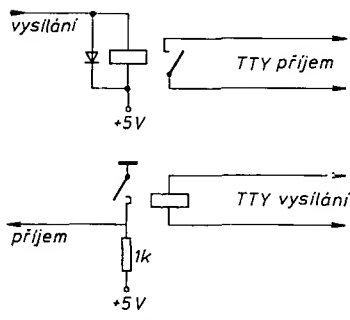 vysílání
TTY příjem
+5V
TTY vysílání
příjem
1k
+5V